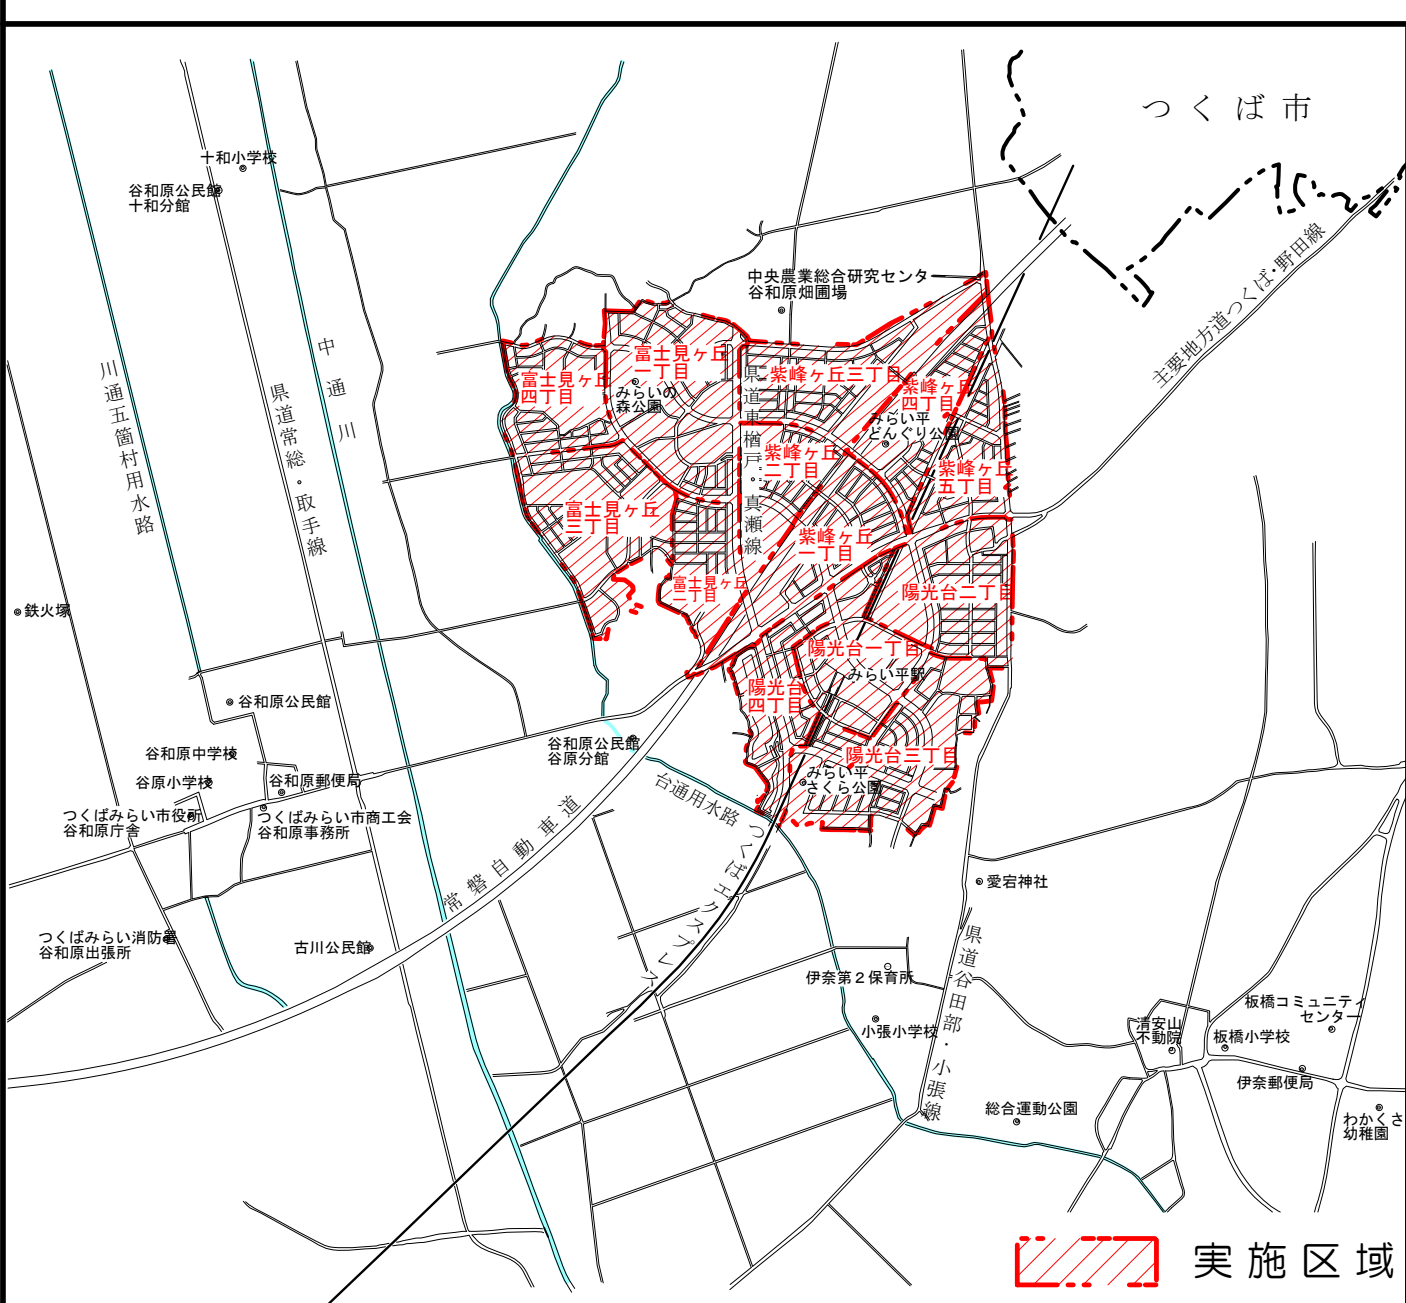 つくば市
十和小学校
谷和原公民館
十和分館
中央農業総合研究センタ
谷和原畑圃場
主要地方道つくば・野田線
川通五箇村用水路
県道常総・取手線
中通川
富士見ヶ丘
一丁目
富士見ヶ丘
四丁目
みらいの
森公園
県道東楢戸・真瀬線
紫峰ヶ丘三丁目
紫峰ヶ丘
四丁目
みらい平
どんぐり公園
紫峰ヶ丘
二丁目
紫峰ヶ丘
五丁目
富士見ヶ丘
三丁目
紫峰ヶ丘
一丁目
富士見ヶ丘
二丁目
陽光台二丁目
鉄火塚
陽光台一丁目
みらい平駅
陽光台
四丁目
谷和原公民館
谷和原公民館
谷原分館
谷和原中学校
谷原小学校
谷和原郵便局
陽光台三丁目
みらい平
さくら公園
つくばみらい市役所
谷和原庁舎
つくばみらい市商工会
谷和原事務所
台通用水路
常磐自動車道
つくばエクスプレス
愛宕神社
つくばみらい消防署
谷和原出張所
古川公民館
伊奈第2保育所
県道谷田部・小張線
小張小学校
板橋コミュニティ
センター
清安山
不動院
板橋小学校
伊奈郵便局
総合運動公園
わかくさ
幼稚園
実施区域